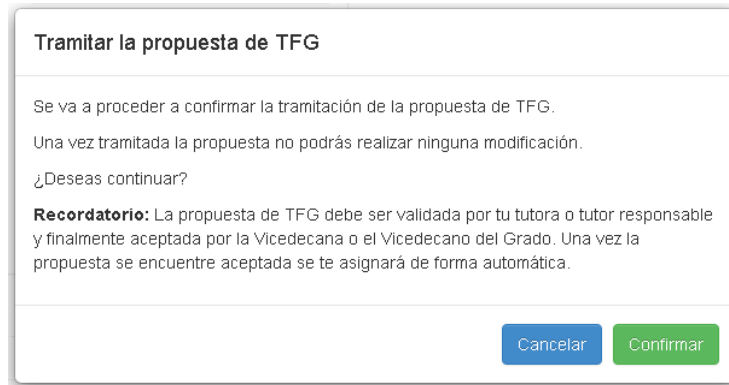 Tramitar la propuesta de TFG
Se va a proceder a confirmar la tramitación de la propuesta de TFG.
Una vez tramitada la propuesta no podrás realizar ninguna modificación.
¿Deseas continuar?
Recordatorio: La propuesta de TFG debe ser validada por tu tutora o tutor responsable
y finalmente aceptada por la Vicedecana o el Vicedecano del Grado. Una vez la
propuesta se encuentre aceptada se te asignará de forma automática.
Cancelar Confirmar